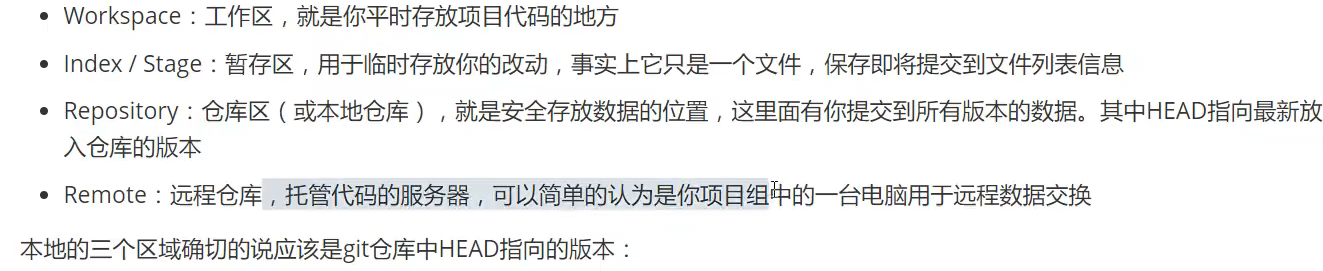 Workspace：工作区，就是你平时存放项目代码的地方
Index / Stage：暂存区，用于临时存放你的改动，事实上它只是一个文件，保存即将提交到文件列表信息
Repository：仓库区（或本地仓库），就是安全存放数据的位置，这里面有你提交到所有版本的数据。其中HEAD指向最新放
入仓库的版本
Remote：远程仓库，托管代码的服务器，可以简单的认为是你项目组中的一台电脑用于远程数据交换
本地的三个区域确切的说应该是git仓库中HEAD指向的版本：